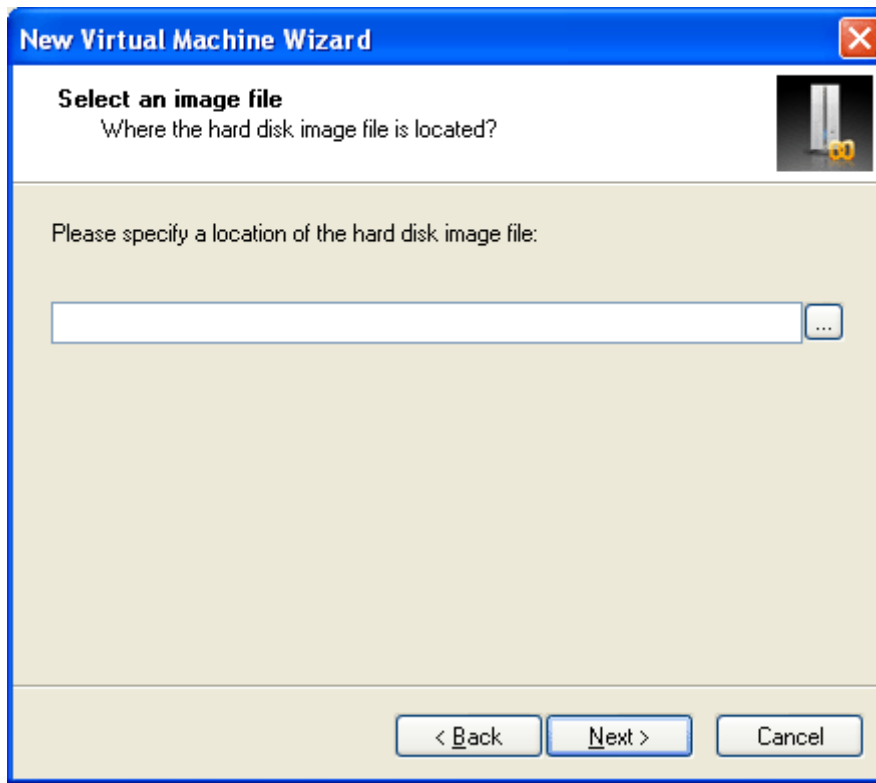 New Virtual Machine Wizard
Select an image file
Where the hard disk image file is located?
Please specify a location of the hard disk image file:
...
< Back
Next >
Cancel